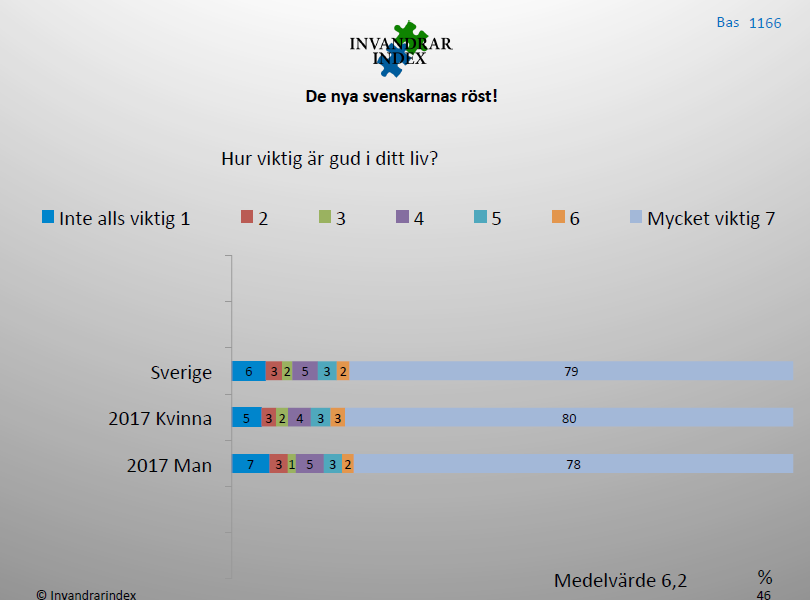 Bas 1166
INVANDRAR
INDEX
De nya svenskarnas röst!
Hur viktig är gud i ditt liv?
Inte alls viktig 1 2 3 4 5 6 Mycket viktig 7
Sverige 6 3 2 5 3 2 79
2017 Kvinna 5 3 2 4 3 3 80
2017 Man 7 3 1 5 3 2 78
Medelvärde 6,2 %
© Invandrarindex 46